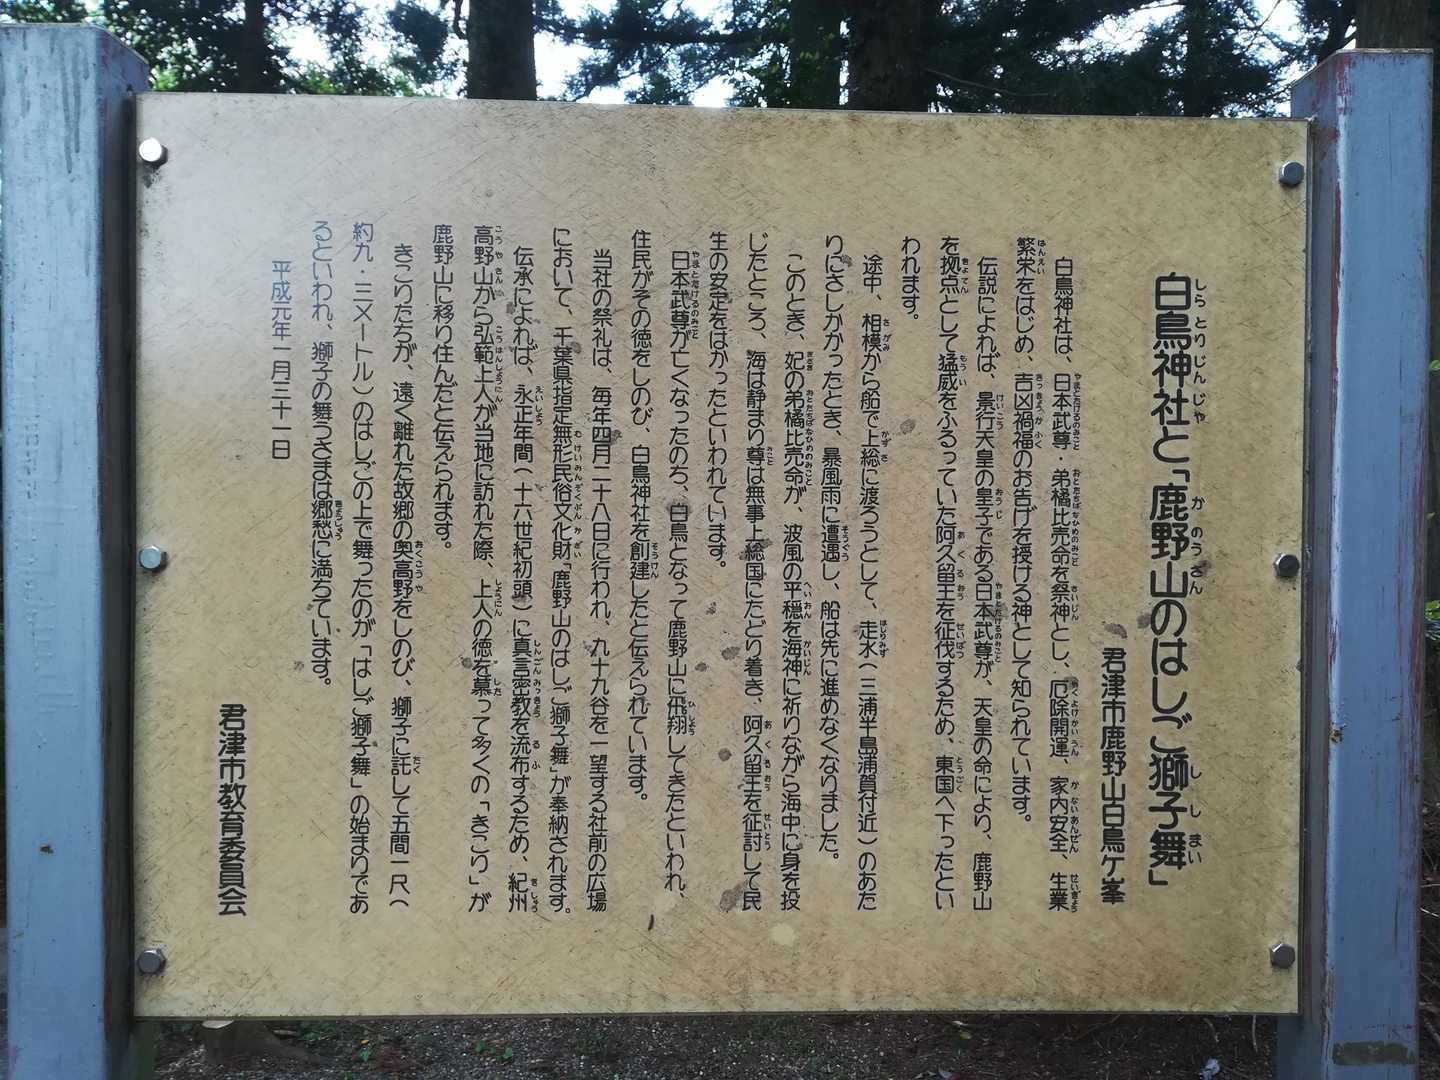 白鳥神社と「鹿野山のはしご獅子舞」
君津市鹿野山白鳥ケ峯
白鳥神社は、日本武尊・弟橘比売命を祭神とし、厄除開運、家内安全、生業
繁栄をはじめ、吉凶禍福のお告げを授ける神として知られています。
伝説によれば、景行天皇の皇子である日本武尊が、天皇の命により、鹿野山
を拠点として猛威をふるっていた阿久留王を征伐するため、東国へ下ったとい
われます。
途中、相模から船で上総に渡ろうとして、走水(三浦半島浦賀付近)のあた
りにさしかかったとき、暴風雨に遭遇し、船は先に進めなくなりました。
このとき、妃の弟橘比売命が、波風の平穏を海神に祈りながら海中に身を投
じたところ、海は静まり尊は無事上総国にたどり着き、阿久留王を征討して民
生の安定をはかったといわれています。
日本武尊が亡くなったのち、白鳥となって鹿野山に飛翔してきたといわれ、
住民がその徳をしのび、白鳥神社を創建したと伝えられています。
当社の祭礼は、毎年四月二十八日に行われ、九十九谷を一望する社前の広場
において、千葉県指定無形民俗文化財「鹿野山のはしご獅子舞」が奉納されます。
伝承によれば、永正年間(十六世紀初頭)に真言密教を流布するため、紀州
高野山から弘範上人が当地に訪れた際、上人の徳を慕って多くの「きこり」が
鹿野山に移り住んだと伝えられます。
きこりたちが、遠く離れた故郷の奥高野をしのび、獅子に託して五間一尺(
約九・三メートル)のはしごの上で舞ったのが「はしご獅子舞」の始まりであ
るといわれ、獅子の舞うさまは郷愁に満ちています。
平成元年一月三十一日
君津市教育委員会